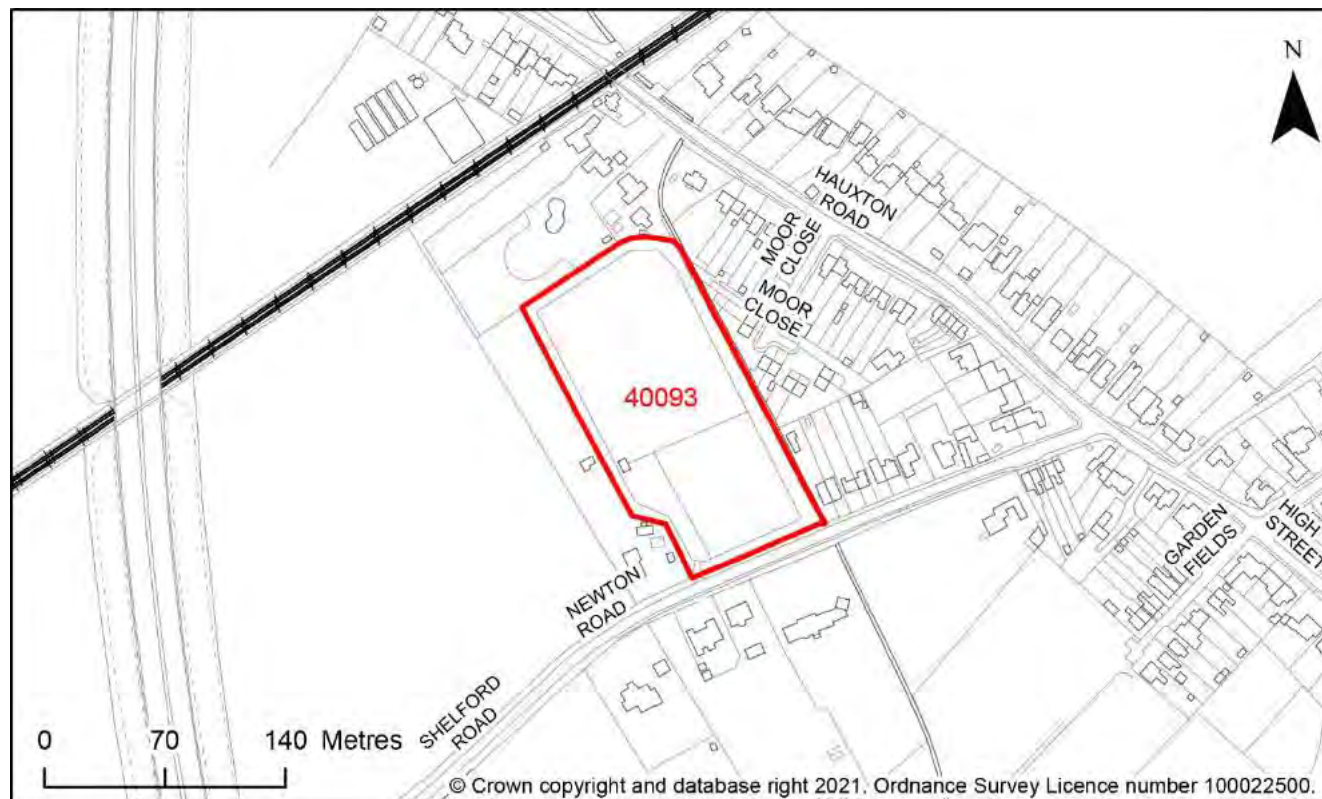 N
HAUXTON
ROAD
MOOR
CLOSE
MOOR
CLOSE
40093
HIGH
STREET
GARDEN
FIELDS
NEWTON
ROAD
SHELFORD
ROAD
0 70 140 Metres
© Crown copyright and database right 2021. Ordnance Survey Licence number 100022500.